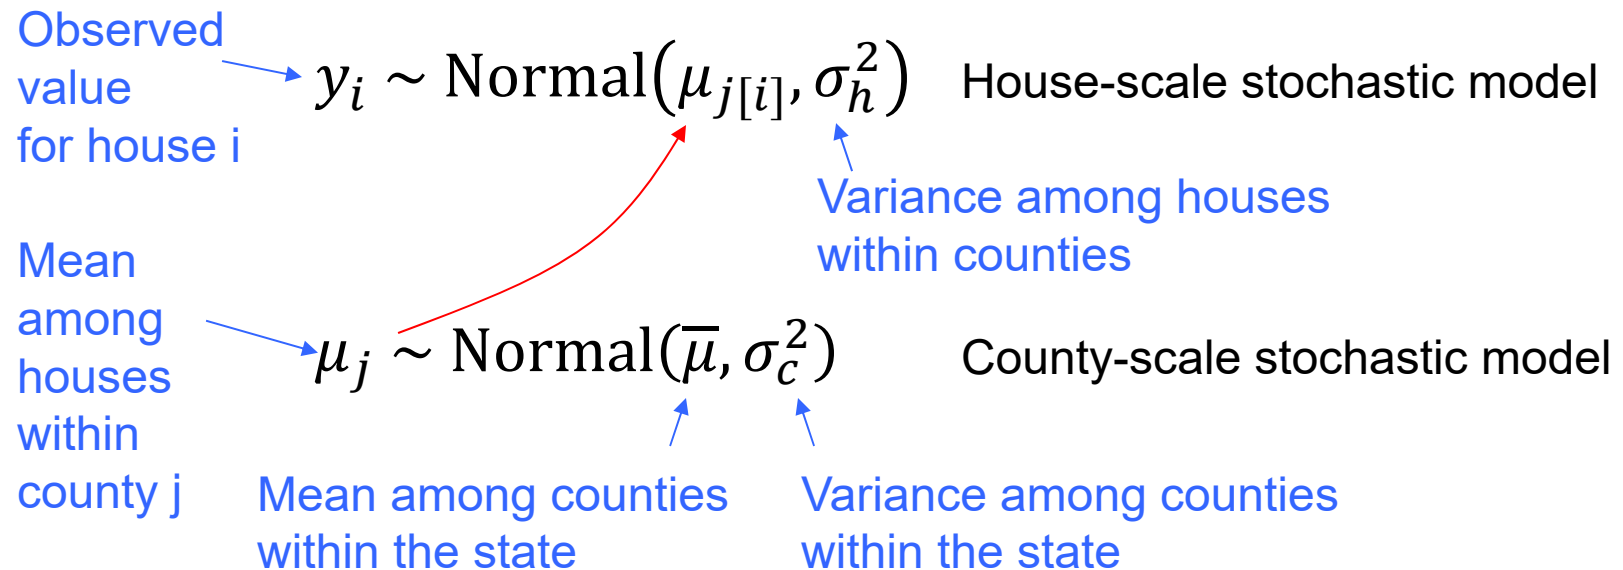 Observed
value
for house i
y_i ~ Normal(μ_{j[i]}, σ_h^2)
House-scale stochastic model
Variance among houses
within counties
Mean
among
houses
within
county j
μ_j ~ Normal(μ̅, σ_c^2)
County-scale stochastic model
Mean among counties
within the state
Variance among counties
within the state